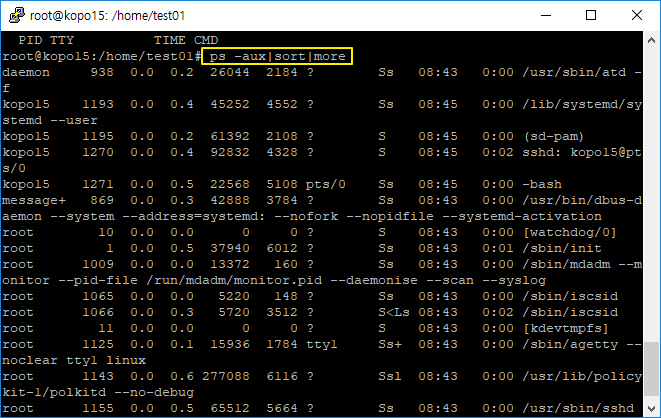 root@kopo15: /home/test01
  PID TTY          TIME CMD
root@kopo15:/home/test01# ps -aux|sort|more
daemon     938  0.0  0.2  26044  2184 ?        Ss   08:43   0:00 /usr/sbin/atd -
f
kopo15    1193  0.0  0.4  45252  4552 ?        Ss   08:45   0:00 /lib/systemd/sy
stemd --user
kopo15    1195  0.0  0.2  61392  2108 ?        S    08:45   0:00 (sd-pam)
kopo15    1270  0.0  0.4  92832  4328 ?        S    08:45   0:02 sshd: kopo15@pt
s/0
kopo15    1271  0.0  0.5  22568  5108 pts/0    Ss   08:45   0:00 -bash
message+   869  0.0  0.3  42888  3784 ?        Ss   08:43   0:00 /usr/bin/dbus-d
aemon --system --address=systemd: --nofork --nopidfile --systemd-activation
root        10  0.0  0.0      0     0 ?        S    08:43   0:00 [watchdog/0]
root         1  0.0  0.5  37940  6012 ?        Ss   08:43   0:01 /sbin/init
root      1009  0.0  0.0  13372   160 ?        Ss   08:43   0:00 /sbin/mdadm --m
onitor --pid-file /run/mdadm/monitor.pid --daemonise --scan --syslog
root      1065  0.0  0.0   5220   148 ?        Ss   08:43   0:00 /sbin/iscsid
root      1066  0.0  0.3   5720  3512 ?        S<Ls 08:43   0:02 /sbin/iscsid
root        11  0.0  0.0      0     0 ?        S    08:43   0:00 [kdevtmpfs]
root      1125  0.0  0.1  15936  1784 tty1     Ss+  08:43   0:00 /sbin/agetty --
noclear tty1 linux
root      1143  0.0  0.6 277088  6116 ?        Ssl  08:43   0:00 /usr/lib/policy
kit-1/polkitd --no-debug
root      1155  0.0  0.5  65512  5664 ?        Ss   08:43   0:00 /usr/sbin/sshd